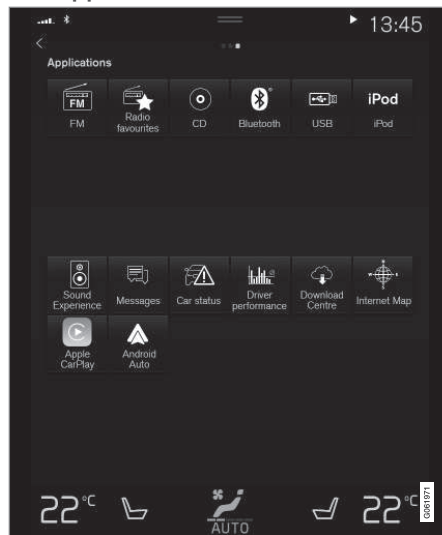 13:45
Applications
FM
FM
Radio
favourites
CD
Bluetooth
USB
iPod
iPod
Sound
Experience
Messages
Car status
Driver
performance
Download
Centre
Internet Map
Apple
CarPlay
Android
Auto
22°C
AUTO
22°C
G061971